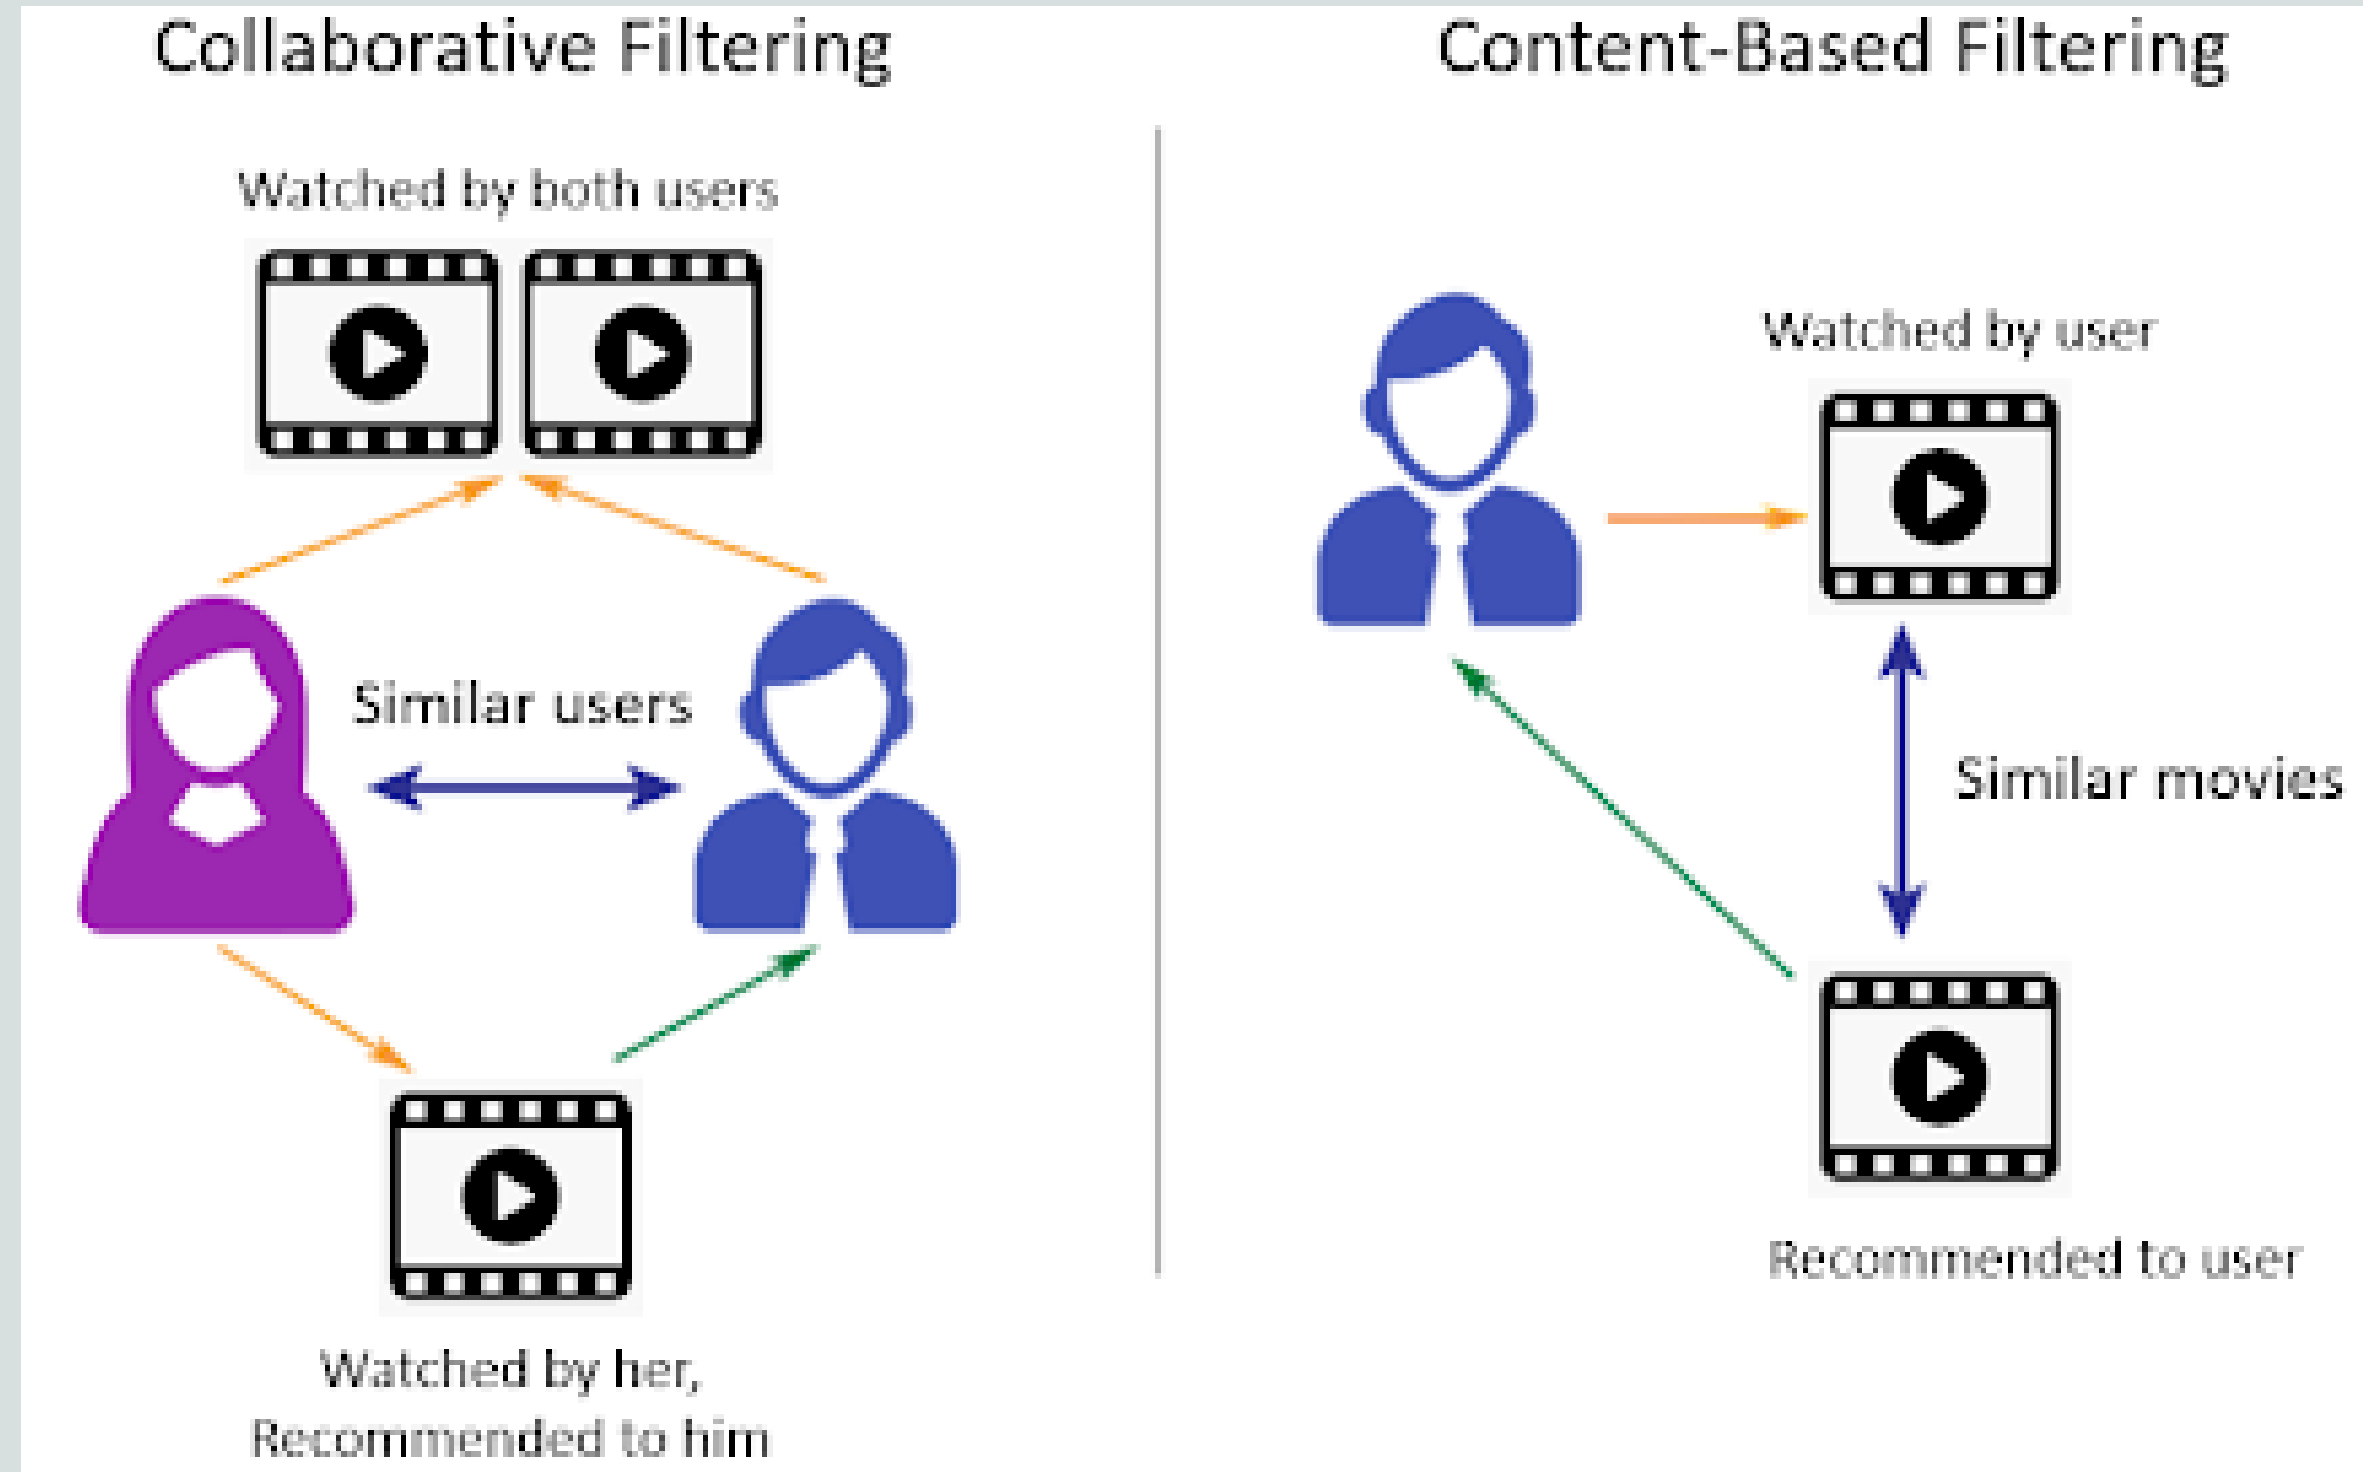 Collaborative Filtering
Watched by both users
Similar users
Watched by her,
Recommended to him
Content-Based Filtering
Watched by user
Similar movies
Recommended to user